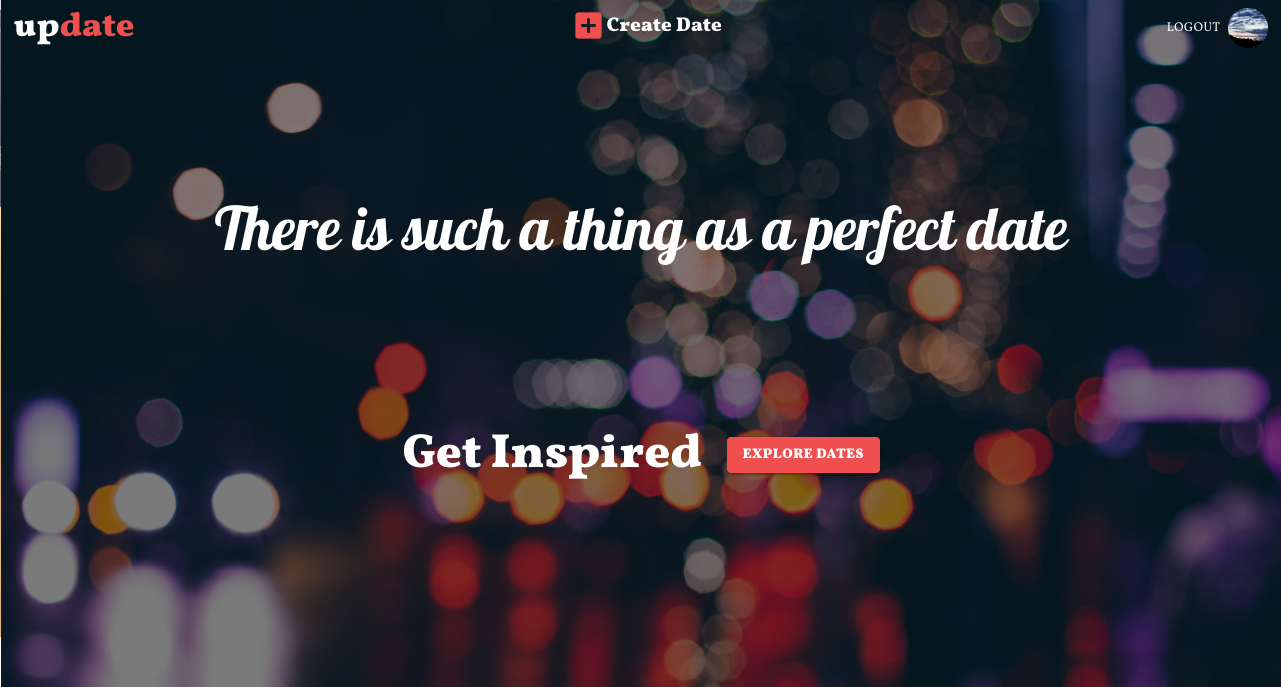 update
Create Date
LOGOUT
There is such a thing as a perfect date
Get Inspired
EXPLORE DATES